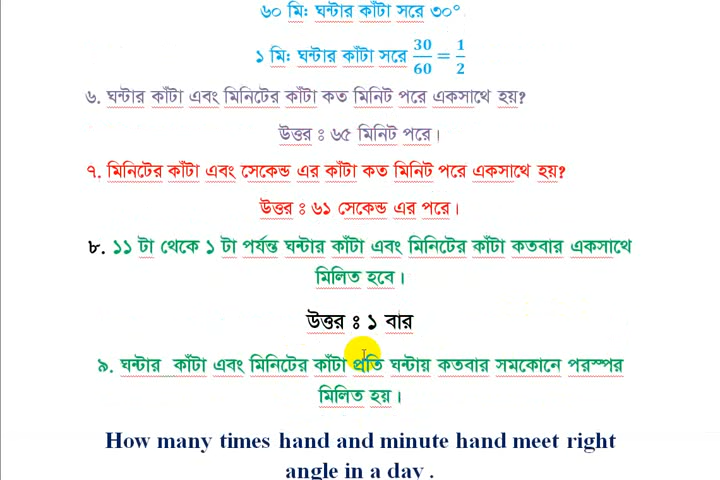 ৬০ মি: ঘন্টার কাঁটা সরে ৩০°
১ মি: ঘন্টার কাঁটা সরে 30/60 = 1/2
৬. ঘন্টার কাঁটা এবং মিনিটের কাঁটা কত মিনিট পরে একসাথে হয়?
উত্তর : ৬৫ মিনিট পরে।
৭. মিনিটের কাঁটা এবং সেকেন্ড এর কাঁটা কত মিনিট পরে একসাথে হয়?
উত্তর : ৬১ সেকেন্ড এর পরে।
৮. ১১ টা থেকে ১ টা পর্যন্ত ঘন্টার কাঁটা এবং মিনিটের কাঁটা কতবার একসাথে
মিলিত হবে।
উত্তর : ১ বার
৯. ঘন্টার কাঁটা এবং মিনিটের কাঁটা প্রতি ঘন্টায় কতবার সমকোনে পরস্পর
মিলিত হয়।
How many times hand and minute hand meet right
angle in a day .